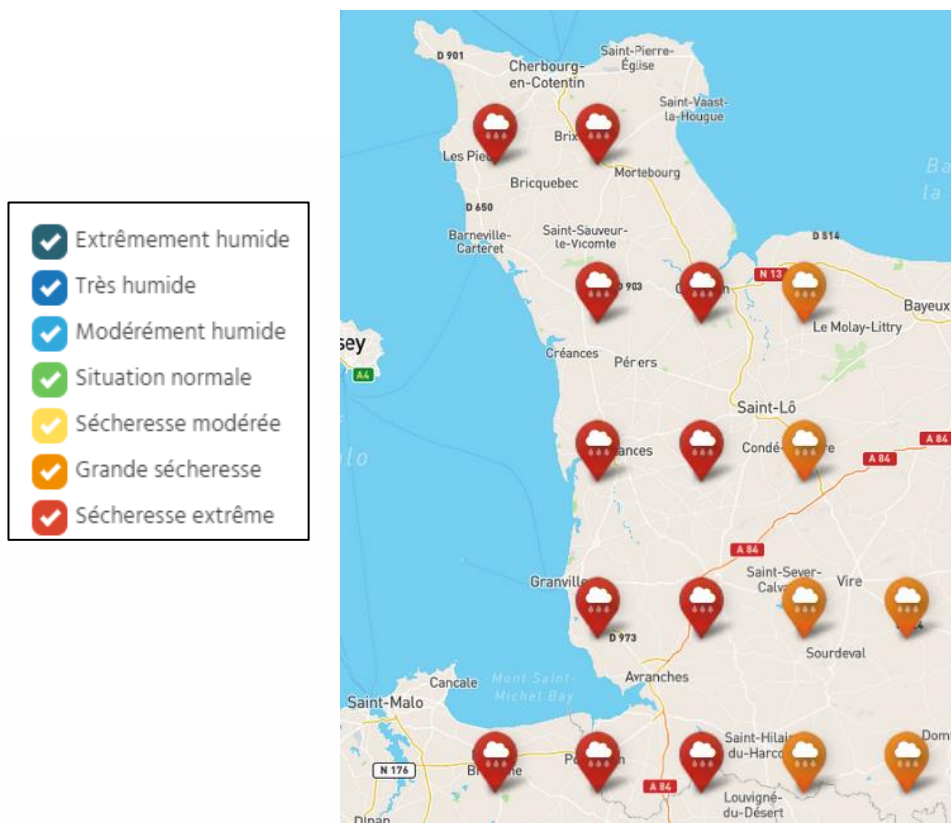 Extrêmement humide
Très humide
Modérément humide
Situation normale
Sécheresse modérée
Grande sécheresse
Sécheresse extrême
D 901
Saint-Pierre-
Église
Cherbourg-
en-Cotentin
Saint-Vaast-
la-Hougue
Brix
Les Pie
Mortebourg
Bricquebec
D 650
Barneville-
Carteret
Saint-Sauveur-
le-Vicomte
D 514
N 13
D 903
Bayeux
Le Molay-Littry
sey
A4
Créances
Périers
Saint-Lô
ances
Condé-
A 84
A 84
A 84
Saint-Sever-
Calva
Vire
Granville
D 973
Sourdeval
Avranches
Cancale
Mont Saint-
Michel Bay
Saint-Malo
N 176
Saint-Hilai
du-Harco
Dom
A 84
Louvigné-
du-Désert
Dinan